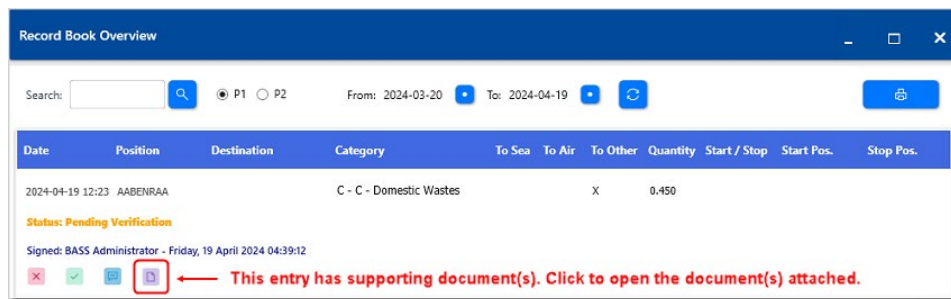 Record Book Overview
Search: P1 P2 From: 2024-03-20 To: 2024-04-19
Date Position Destination Category To Sea To Air To Other Quantity Start / Stop Start Pos. Stop Pos.
2024-04-19 12:23 AABENRAA C - C - Domestic Wastes X 0.450
Status: Pending Verification
Signed: BASS Administrator - Friday, 19 April 2024 04:39:12
This entry has supporting document(s). Click to open the document(s) attached.